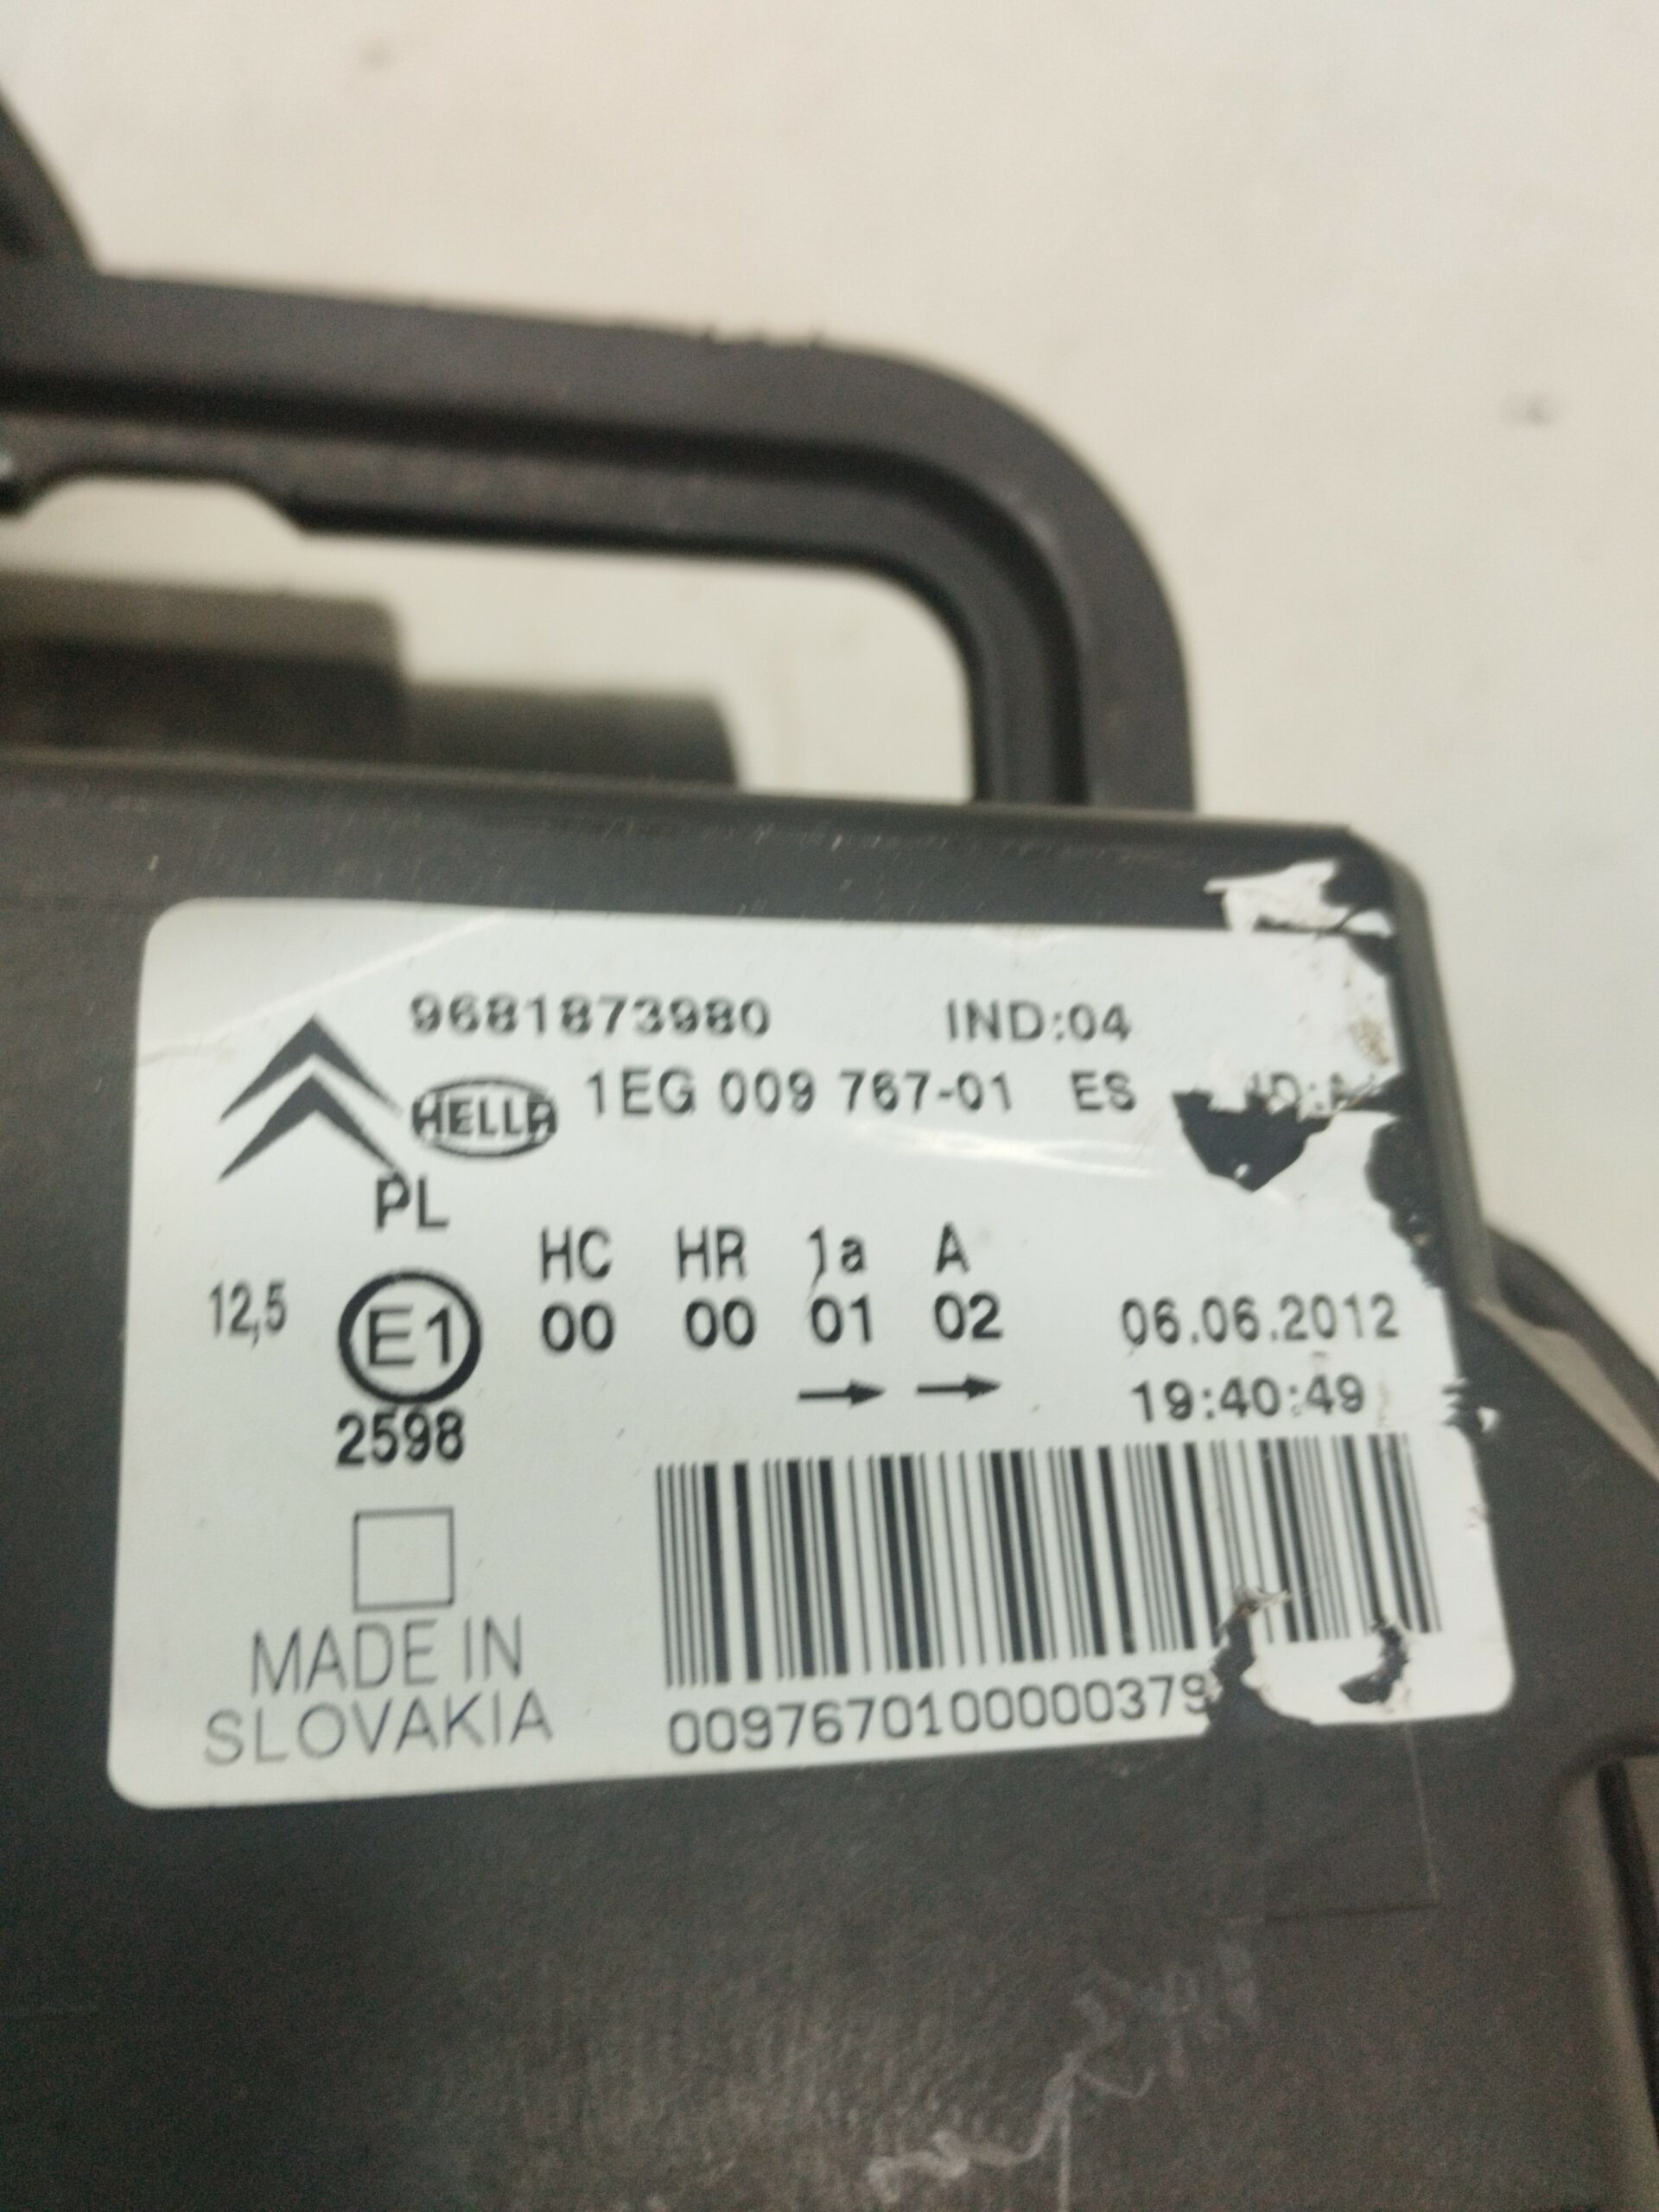 9681873980 IND:04
HELLA 1EG 009 767-01 ES
PL
HC HR 1a A
12,5 E1 00 00 01 02 06.06.2012
19:40:49
2598
MADE IN
SLOVAKIA
0097670100000379